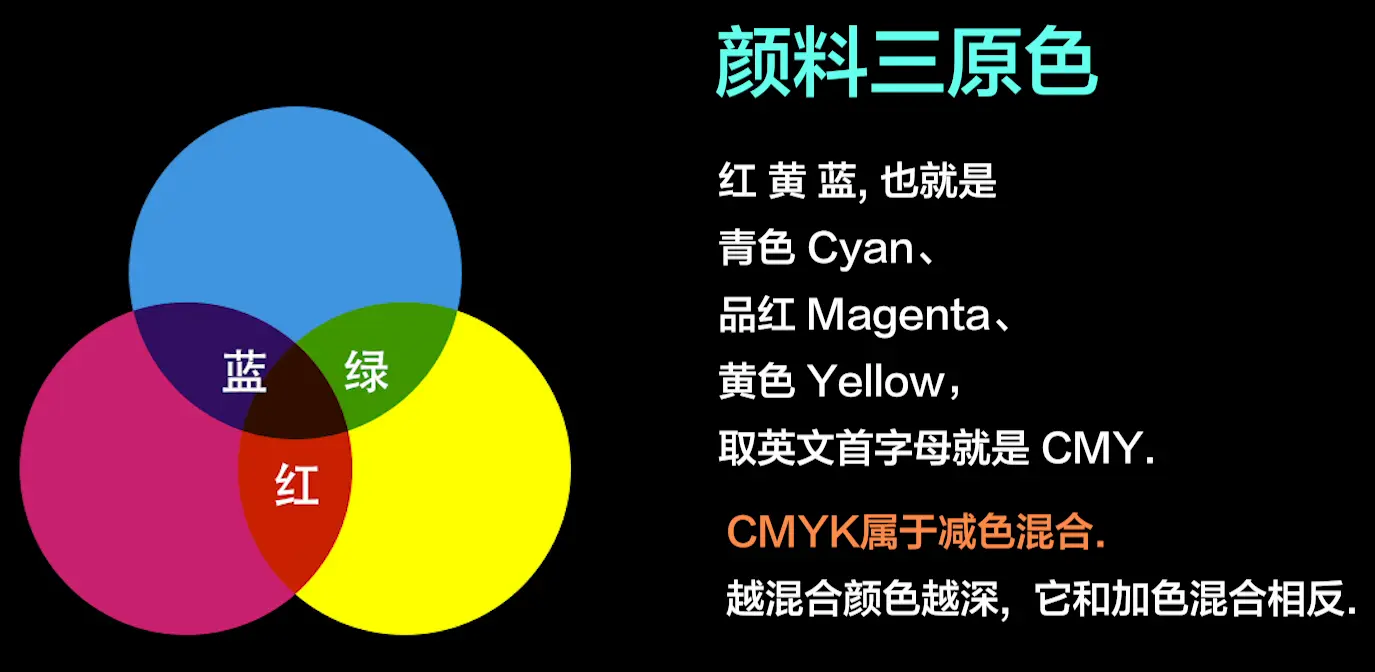 颜料三原色
红 黄 蓝, 也就是
青色 Cyan、
品红 Magenta、
黄色 Yellow，
取英文首字母就是 CMY.
CMYK属于减色混合.
越混合颜色越深，它和加色混合相反.
蓝
绿
红